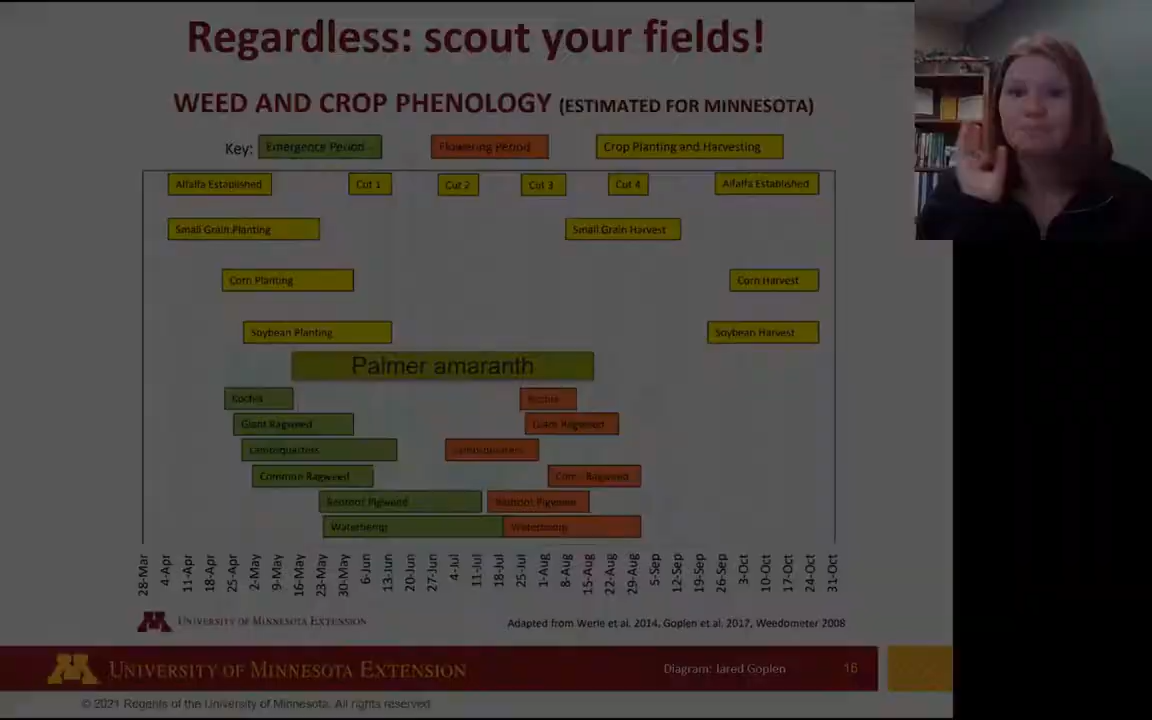 Regardless: scout your fields!
WEED AND CROP PHENOLOGY (ESTIMATED FOR MINNESOTA)
Key: Emergence Period Flowering Period Crop Planting and Harvesting
Alfalfa Established Cut 1 Cut 2 Cut 3 Cut 4 Alfalfa Established
Small Grain Planting Small Grain Harvest
Corn Planting Corn Harvest
Soybean Planting Soybean Harvest
Palmer amaranth
Kochia Kochia
Giant Ragweed Giant Ragweed
Lambsquarters Lambsquarters
Common Ragweed Com. Ragweed
Redroot Pigweed Redroot Pigweed
Waterhemp Waterhemp
28-Mar 4-Apr 11-Apr 18-Apr 25-Apr 2-May 9-May 16-May 23-May 30-May 6-Jun 13-Jun 20-Jun 27-Jun 4-Jul 11-Jul 18-Jul 25-Jul 1-Aug 8-Aug 15-Aug 22-Aug 29-Aug 5-Sep 12-Sep 19-Sep 26-Sep 3-Oct 10-Oct 17-Oct 24-Oct 31-Oct
UNIVERSITY OF MINNESOTA EXTENSION Adapted from Werle et al. 2014, Goplen et al. 2017, Weedometer 2008
UNIVERSITY OF MINNESOTA EXTENSION Diagram: Jared Goplen 16
© 2021 Regents of the University of Minnesota. All rights reserved